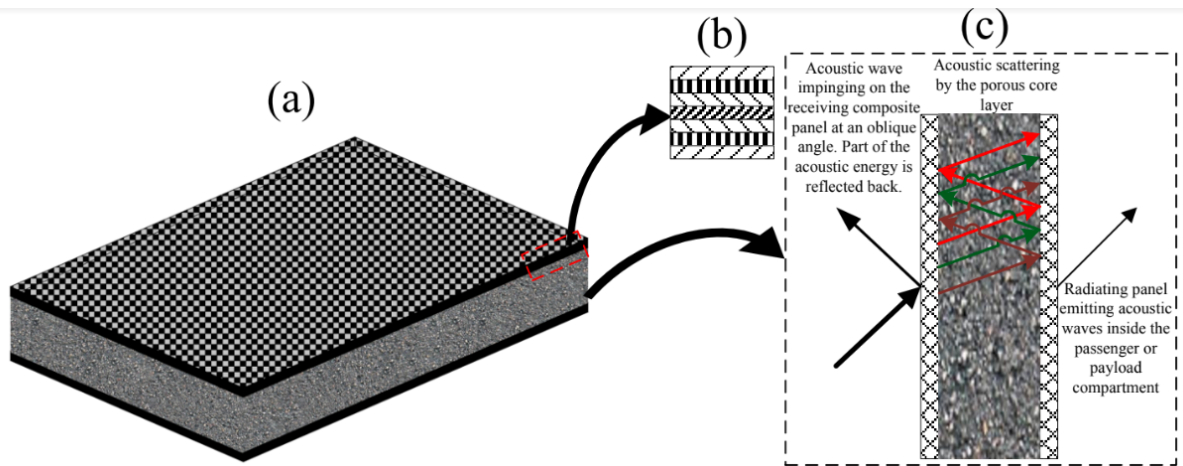 (a)
(b)
(c)
Acoustic wave
impinging on the
receiving composite
panel at an oblique
angle. Part of the
acoustic energy is
reflected back.
Acoustic scattering
by the porous core
layer
Radiating panel
emitting acoustic
waves inside the
passenger or
payload
compartment